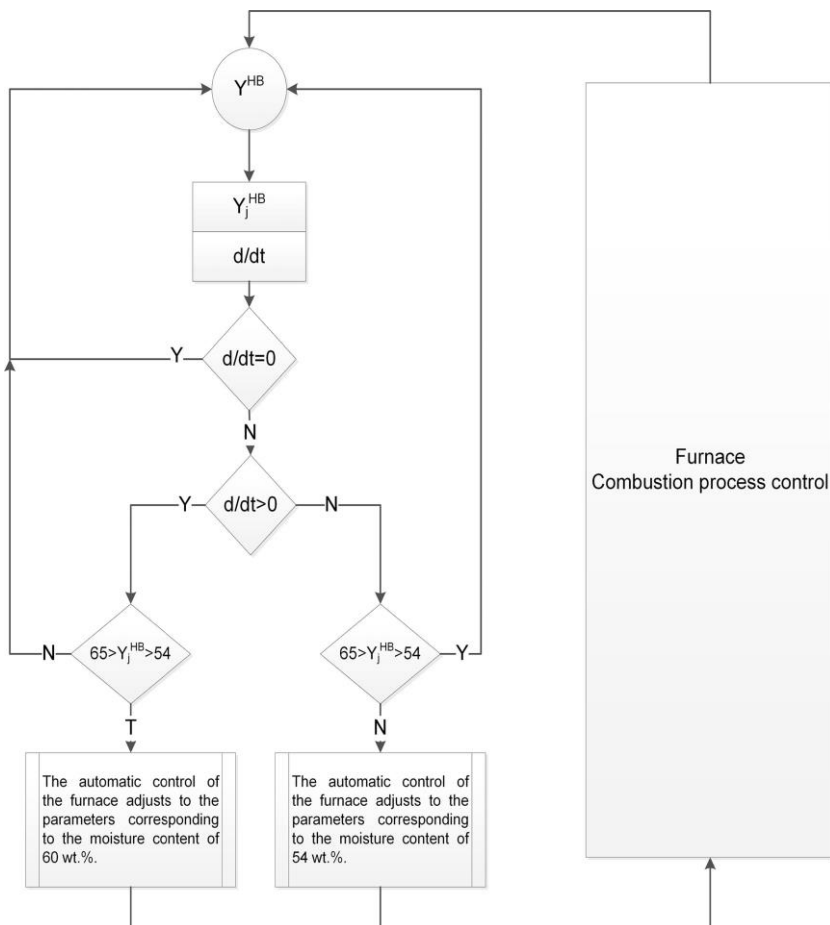 Y^HB
Y_j^HB
d/dt
Y
d/dt=0
N
Y
d/dt>0
N
N
65>Y_j^HB>54
65>Y_j^HB>54
Y
T
N
The automatic control of
the furnace adjusts to the
parameters corresponding
to the moisture content of
60 wt.%.
The automatic control of
the furnace adjusts to the
parameters corresponding
to the moisture content of
54 wt.%.
Furnace
Combustion process control